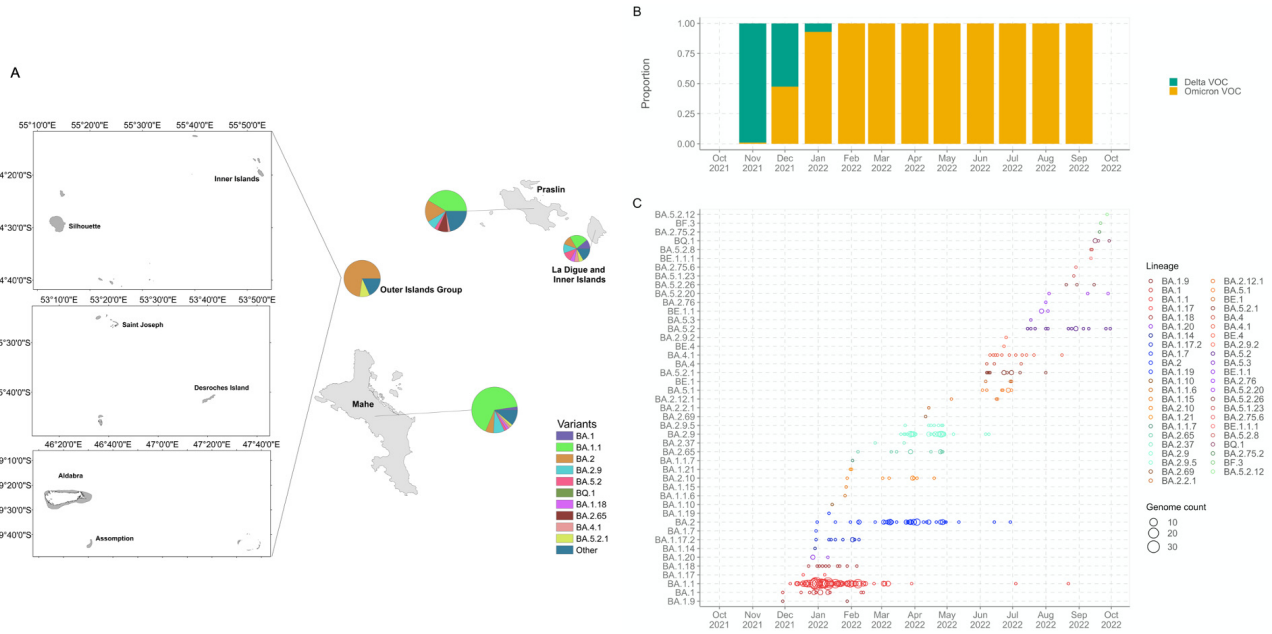 A
55°10'0"E 55°20'0"E 55°30'0"E 55°40'0"E 55°50'0"E
4°20'0"S
4°30'0"S
4°40'0"S
Inner Islands
Silhouette
53°10'0"E 53°20'0"E 53°30'0"E 53°40'0"E 53°50'0"E
5°30'0"S
5°40'0"S
Saint Joseph
Desroches Island
46°20'0"E 46°40'0"E 47°0'0"E 47°20'0"E 47°40'0"E
9°10'0"S
9°20'0"S
9°30'0"S
9°40'0"S
Aldabra
Assomption
Outer Islands Group
Praslin
La Digue and
Inner Islands
Mahe
Variants
BA.1
BA.1.1
BA.2
BA.2.9
BA.5.2
BQ.1
BA.1.18
BA.2.65
BA.4.1
BA.5.2.1
Other
B
Proportion
1.00
0.75
0.50
0.25
0.00
Oct Nov Dec Jan Feb Mar Apr May Jun Jul Aug Sep Oct
2021 2021 2021 2022 2022 2022 2022 2022 2022 2022 2022 2022 2022
Delta VOC
Omicron VOC
C
BA.5.2.12
BF.3
BA.2.75.2
BQ.1
BA.5.2.8
BE.1.1.1
BA.2.75.6
BA.5.1.23
BA.5.2.26
BA.5.2.20
BA.2.76
BE.1.1
BA.5.3
BA.5.2
BA.2.9.2
BE.4
BA.4.1
BA.4
BA.5.2.1
BE.1
BA.5.1
BA.2.12.1
BA.2.2.1
BA.2.69
BA.2.9.5
BA.2.9
BA.2.37
BA.2.65
BA.1.1.7
BA.1.21
BA.2.10
BA.1.15
BA.1.1.6
BA.1.10
BA.1.19
BA.2
BA.1.7
BA.1.17.2
BA.1.14
BA.1.20
BA.1.18
BA.1.17
BA.1.1
BA.1
BA.1.9
Oct Nov Dec Jan Feb Mar Apr May Jun Jul Aug Sep Oct
2021 2021 2021 2022 2022 2022 2022 2022 2022 2022 2022 2022 2022
Lineage
BA.1.9 BA.2.12.1
BA.1 BA.5.1
BA.1.1 BE.1
BA.1.17 BA.5.2.1
BA.1.18 BA.4
BA.1.20 BA.4.1
BA.1.14 BE.4
BA.1.17.2 BA.2.9.2
BA.1.7 BA.5.2
BA.2 BA.5.3
BA.1.19 BE.1.1
BA.1.10 BA.2.76
BA.1.1.6 BA.5.2.20
BA.1.15 BA.5.2.26
BA.2.10 BA.5.1.23
BA.1.21 BA.2.75.6
BA.1.1.7 BE.1.1.1
BA.2.65 BA.5.2.8
BA.2.37 BQ.1
BA.2.9 BA.2.75.2
BA.2.9.5 BF.3
BA.2.69 BA.5.2.12
BA.2.2.1
Genome count
10
20
30